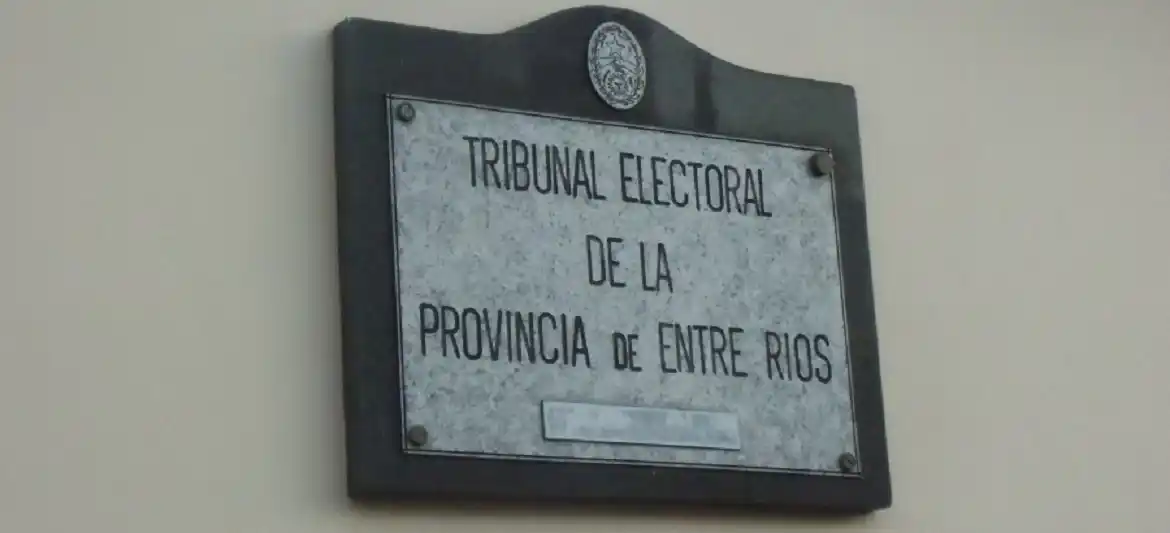 TRIBUNAL ELECTORAL
DE LA
PROVINCIA DE ENTRE RIOS